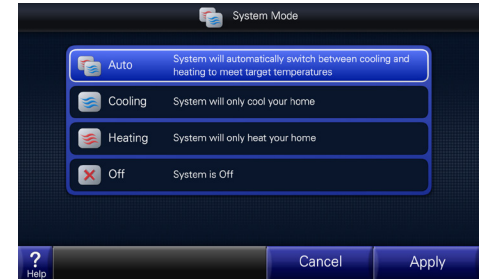 System Mode
Auto
System will automatically switch between cooling and
heating to meet target temperatures
Cooling
System will only cool your home
Heating
System will only heat your home
Off
System is Off
?
Help
Cancel
Apply